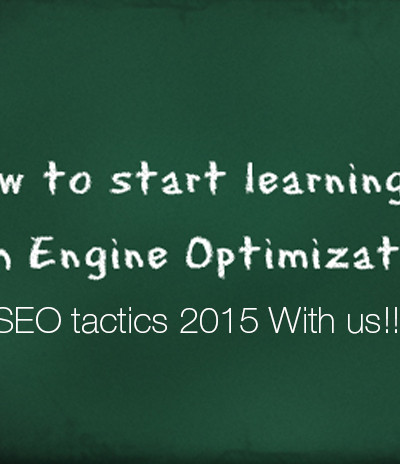 w to start learning
Engine Optimizat
SEO tactics 2015 With us!!